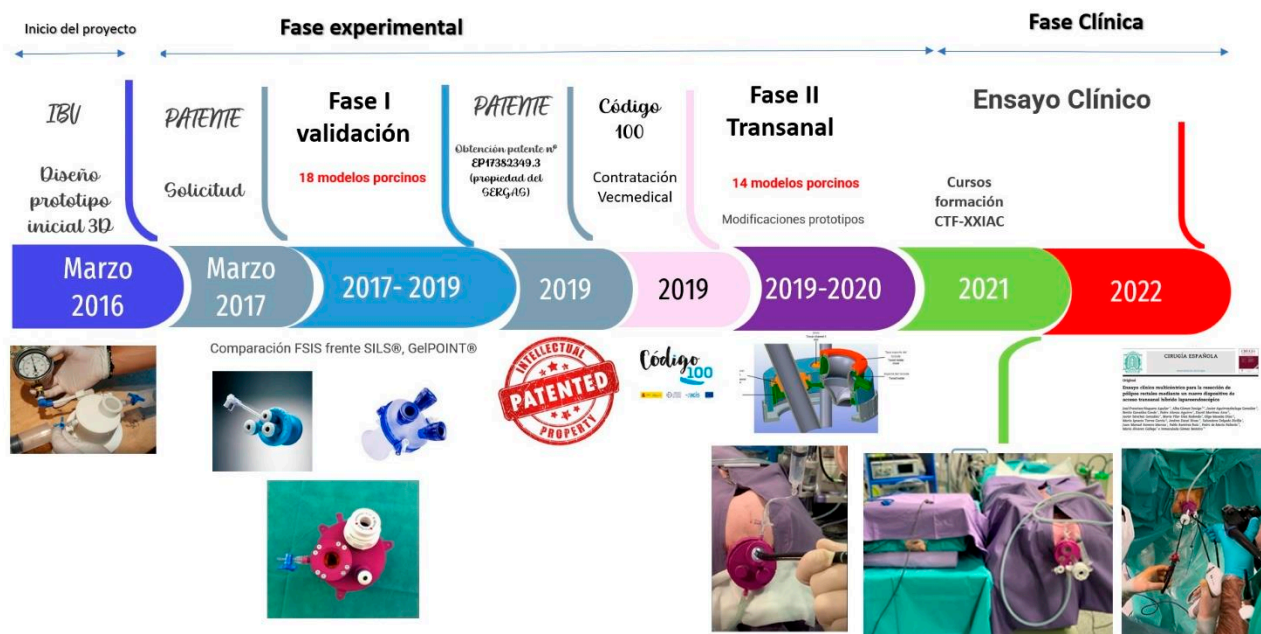 Inicio del proyecto
Fase experimental
Fase Clínica
IBV
Diseño
prototipo
inicial 3D
PATENTE
Solicitud
Fase I
validación
18 modelos porcinos
PATENTE
Obtención patente nº
EP17382349.3
(propiedad del
SERGAS)
Código
100
Contratación
Vecmedical
Fase II
Transanal
14 modelos porcinos
Modificaciones prototipos
Ensayo Clínico
Cursos
formación
CTF-XXIAC
Marzo
2016
Marzo
2017
2017- 2019
2019
2019
2019-2020
2021
2022
Comparación FSIS frente SILS®, GelPOINT®
INTELLECTUAL
PATENTED
PROPERTY
Código
100
CIRUGÍA ESPAÑOLA
Ensayo clínico multicéntrico para la resección de
pólipos rectales mediante un nuevo dispositivo de
acceso transanal híbrido laparoendoscópico